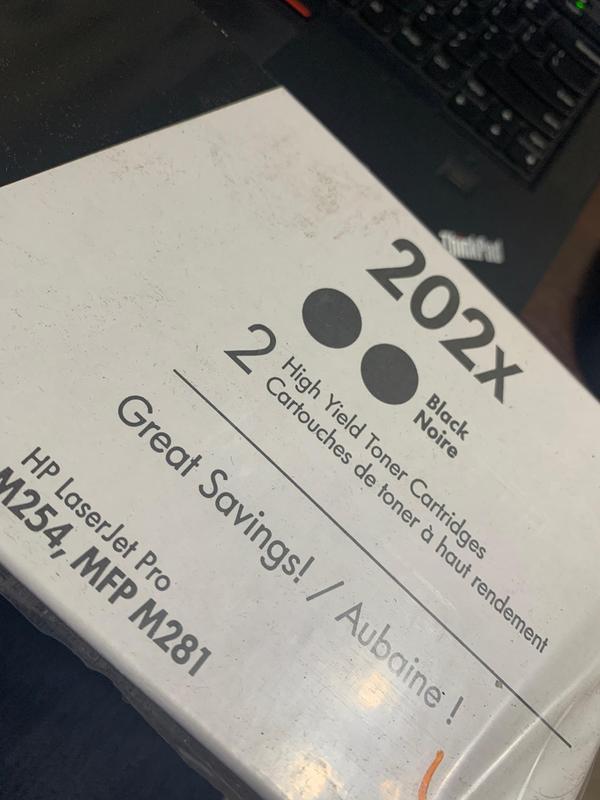 ThinkPad
202X
Black
Noire
2 High Yield Toner Cartridges
Cartouches de toner à haut rendement
Great Savings! / Aubaine !
HP LaserJet Pro
M254, MFP M281